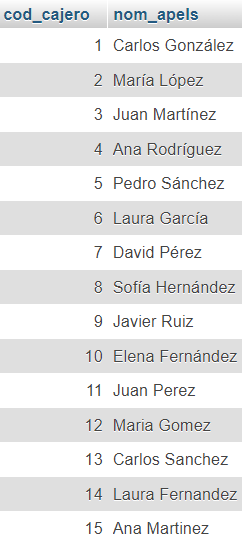 cod_cajero nom_apels
1 Carlos González
2 María López
3 Juan Martínez
4 Ana Rodríguez
5 Pedro Sánchez
6 Laura García
7 David Pérez
8 Sofía Hernández
9 Javier Ruiz
10 Elena Fernández
11 Juan Perez
12 Maria Gomez
13 Carlos Sanchez
14 Laura Fernandez
15 Ana Martinez